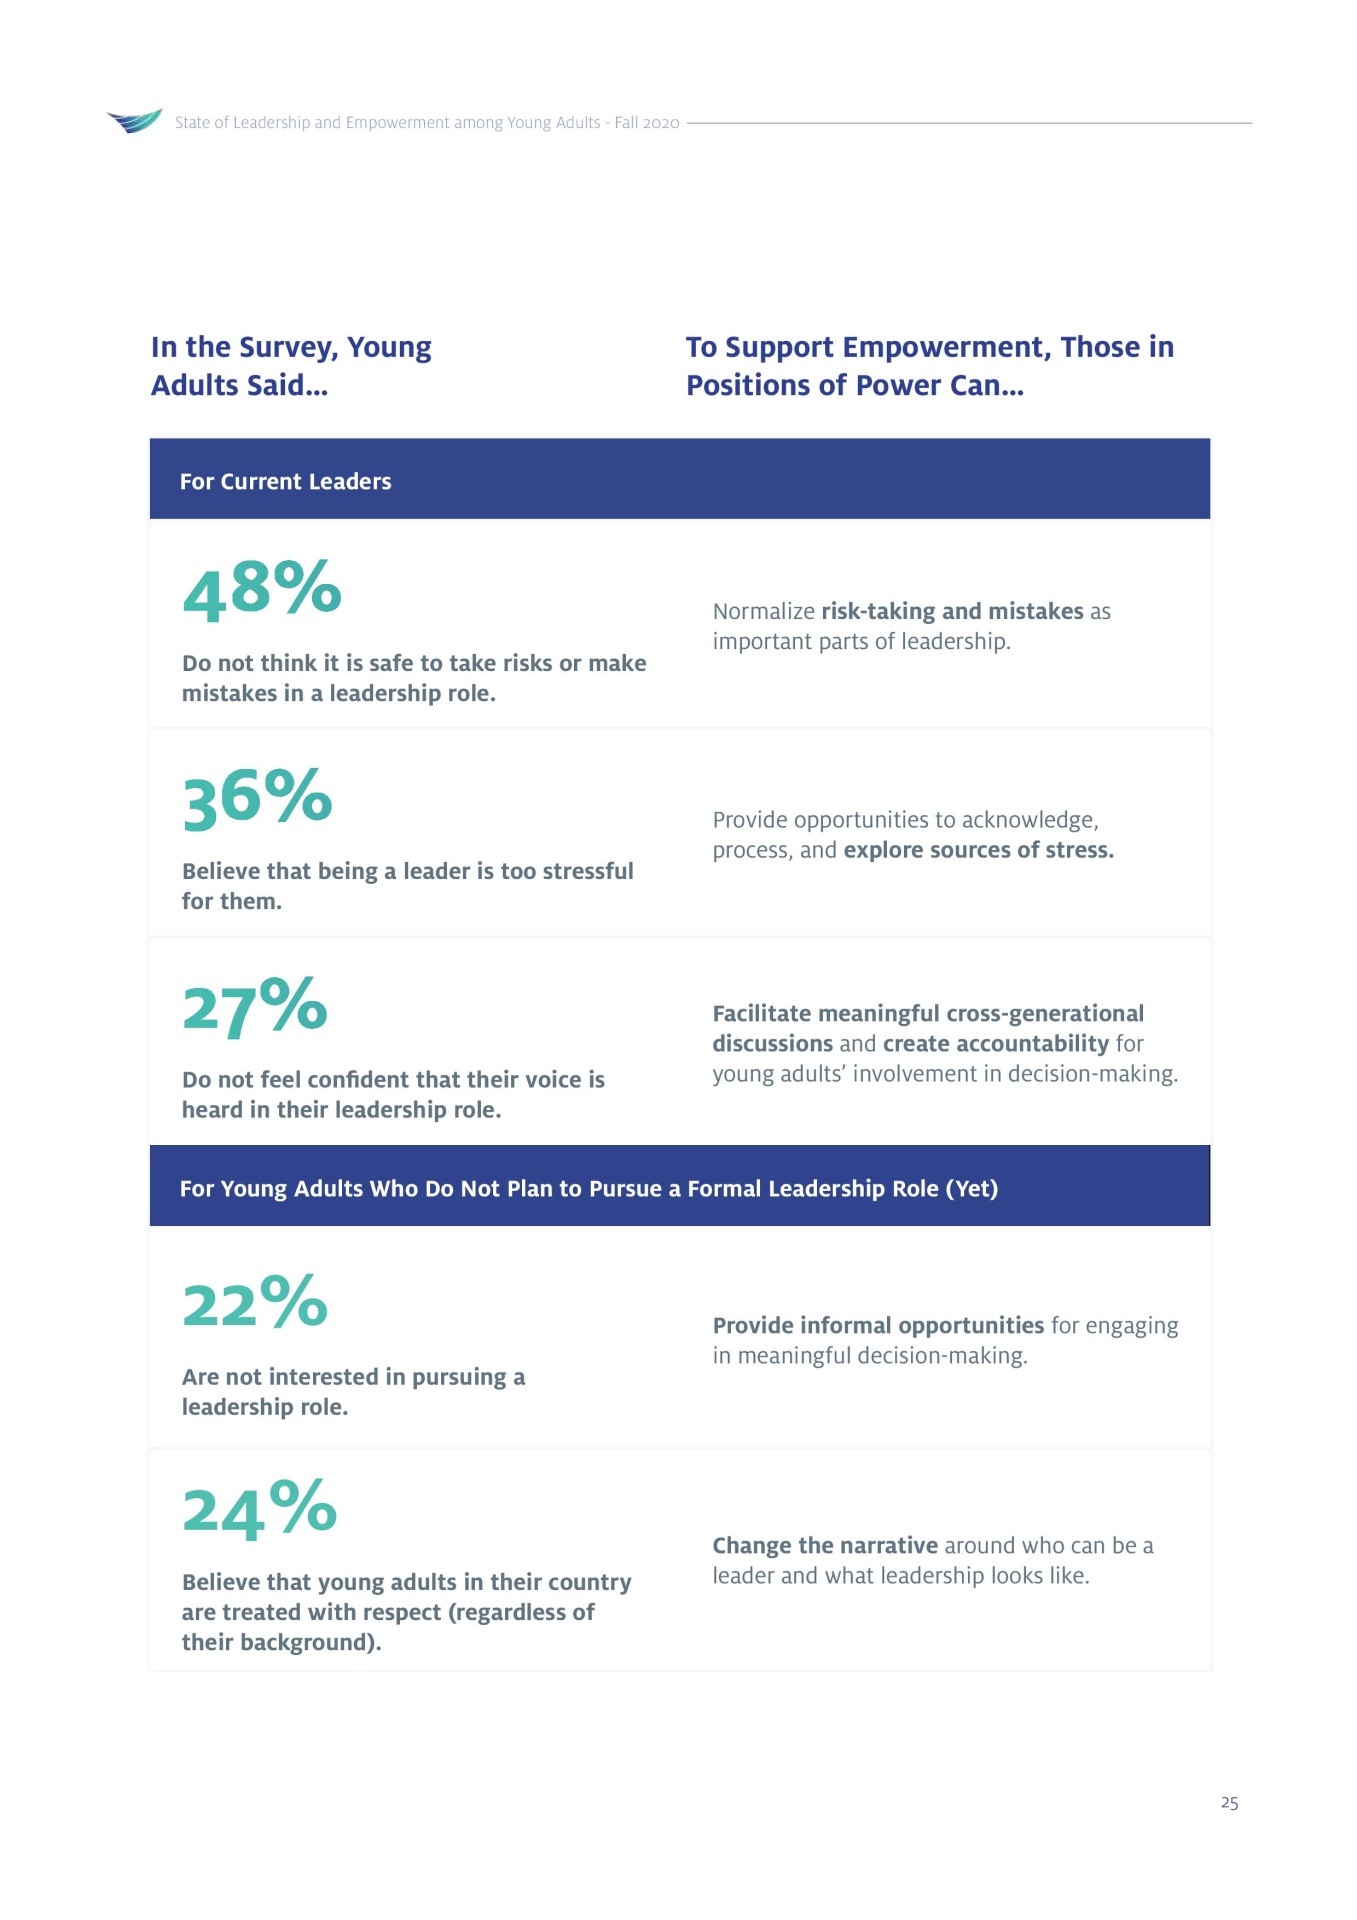 State of Leadership and Empowerment among Young Adults - Fall 2020
In the Survey, Young
Adults Said...
To Support Empowerment, Those in
Positions of Power Can...
For Current Leaders
48%
Do not think it is safe to take risks or make
mistakes in a leadership role.
Normalize risk-taking and mistakes as
important parts of leadership.
36%
Believe that being a leader is too stressful
for them.
Provide opportunities to acknowledge,
process, and explore sources of stress.
27%
Do not feel confident that their voice is
heard in their leadership role.
Facilitate meaningful cross-generational
discussions and create accountability for
young adults’ involvement in decision-making.
For Young Adults Who Do Not Plan to Pursue a Formal Leadership Role (Yet)
22%
Are not interested in pursuing a
leadership role.
Provide informal opportunities for engaging
in meaningful decision-making.
24%
Believe that young adults in their country
are treated with respect (regardless of
their background).
Change the narrative around who can be a
leader and what leadership looks like.
25